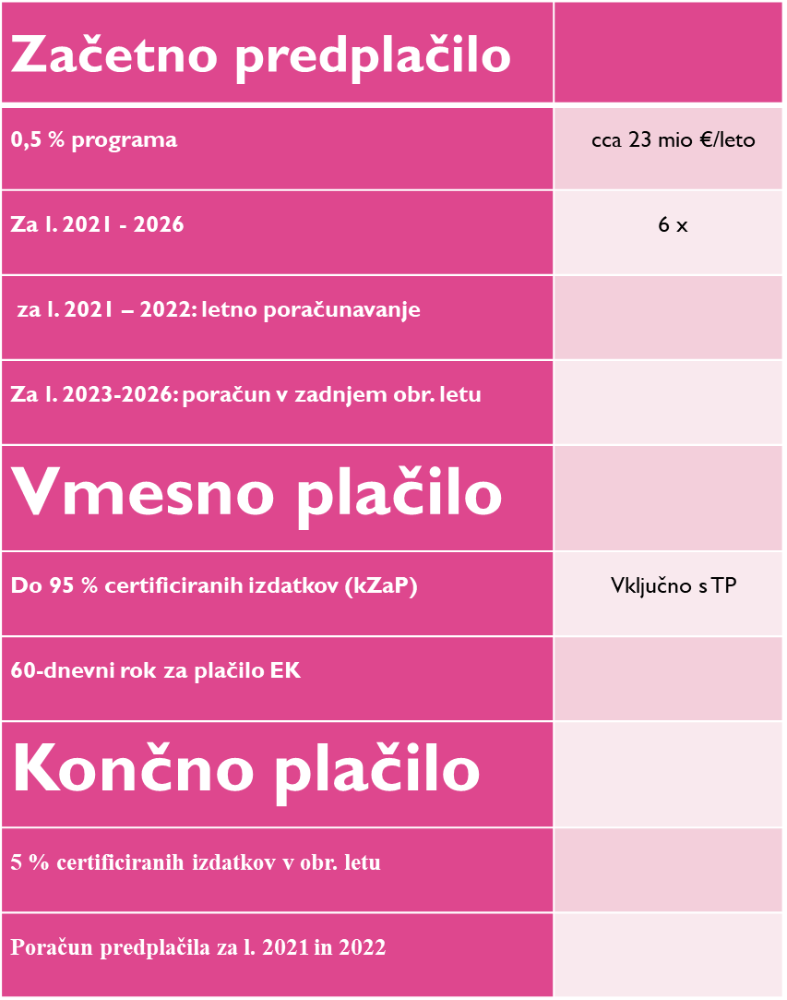 Začetno predplačilo
0,5 % programa
cca 23 mio €/leto
Za l. 2021 - 2026
6 x
za l. 2021 – 2022: letno poračunavanje
Za l. 2023-2026: poračun v zadnjem obr. letu
Vmesno plačilo
Do 95 % certificiranih izdatkov (kZaP)
Vključno s TP
60-dnevni rok za plačilo EK
Končno plačilo
5 % certificiranih izdatkov v obr. letu
Poračun predplačila za l. 2021 in 2022